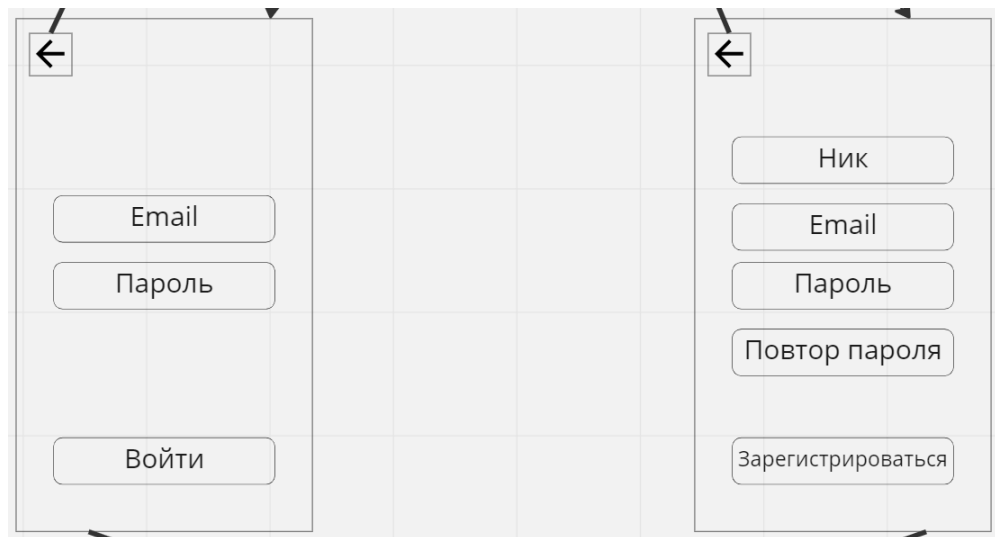 Email
Пароль
Войти
Ник
Email
Пароль
Повтор пароля
Зарегистрироваться